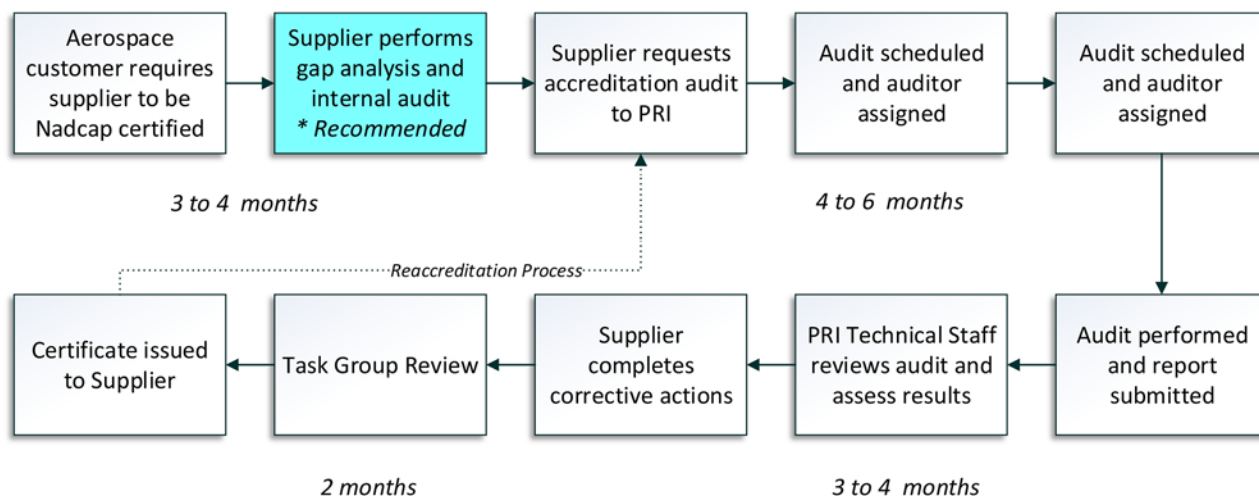 Aerospace
customer requires
supplier to be
Nadcap certified
Supplier performs
gap analysis and
internal audit
* Recommended
Supplier requests
accreditation audit
to PRI
Audit scheduled
and auditor
assigned
Audit scheduled
and auditor
assigned
3 to 4 months
4 to 6 months
Reaccreditation Process
Certificate issued
to Supplier
Task Group Review
Supplier
completes
corrective actions
PRI Technical Staff
reviews audit and
assess results
Audit performed
and report
submitted
2 months
3 to 4 months